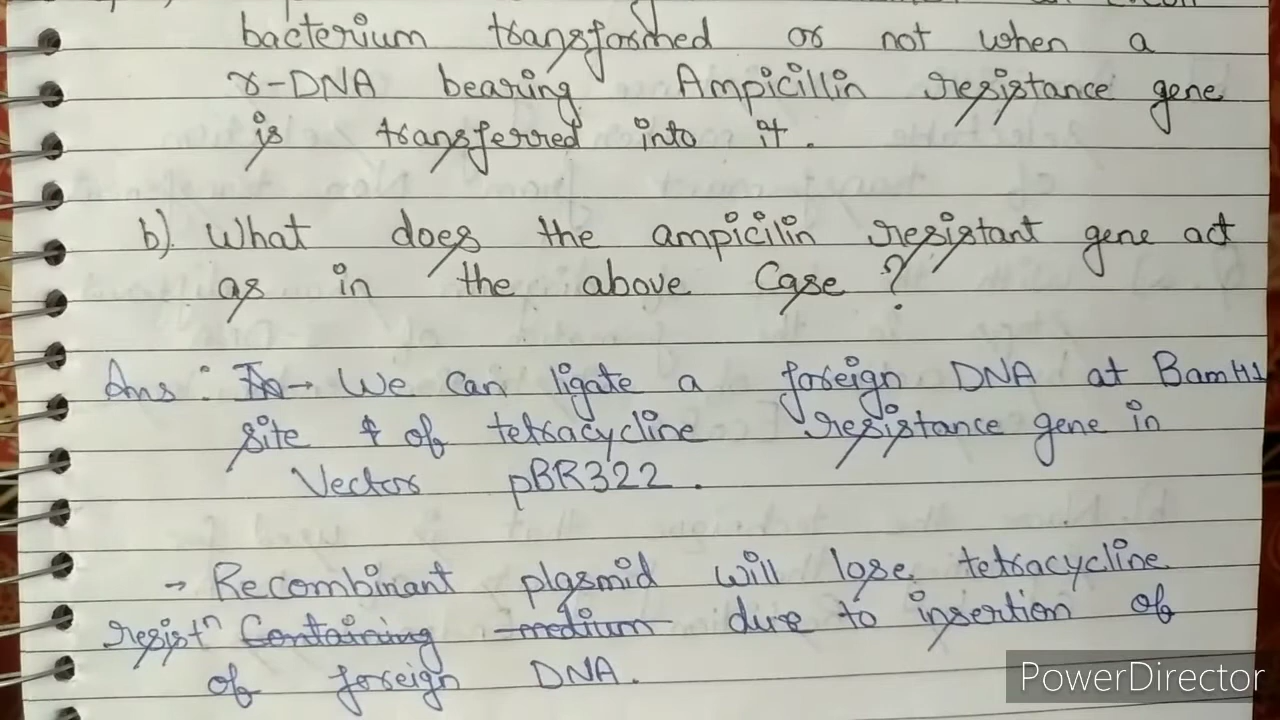 bacterium transformed or not when a
r-DNA bearing Ampicillin resistance gene
is transferred into it.
b). What does the ampicilin resistant gene act
as in the above Case ?
Ans : → We can ligate a foreign DNA at BamH1
site of tetracycline resistance gene in
Vectors pBR322.
→ Recombinant plasmid will lose tetracycline
resistⁿ Containing medium due to insertion of
of foreign DNA.
PowerDirector